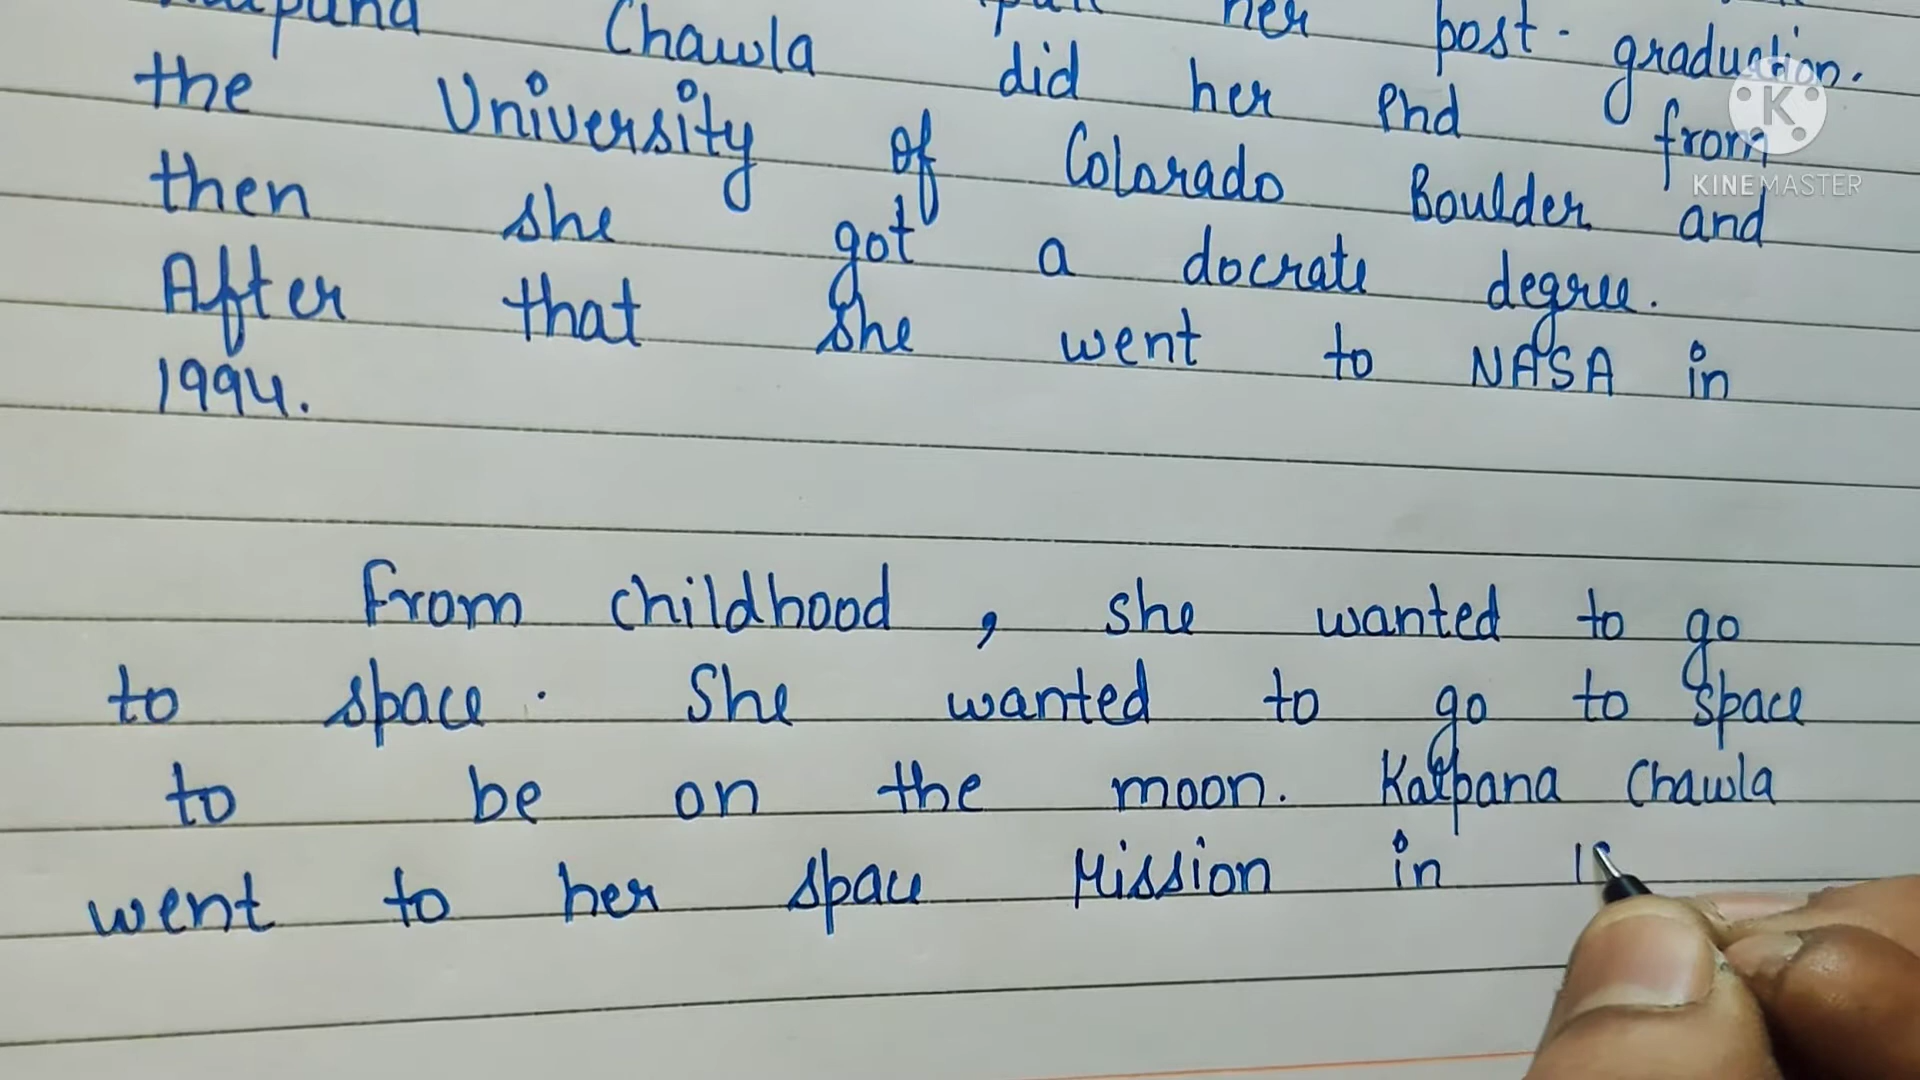 her post-graduation.
Chawla did her Phd from
the University of Colorado Boulder and
then she got a docrate degree.
After that she went to NASA in
1994.
From childhood, she wanted to go
to space. She wanted to go to space
to be on the moon. Kalpana Chawla
went to her space Mission in
K
KINEMASTER